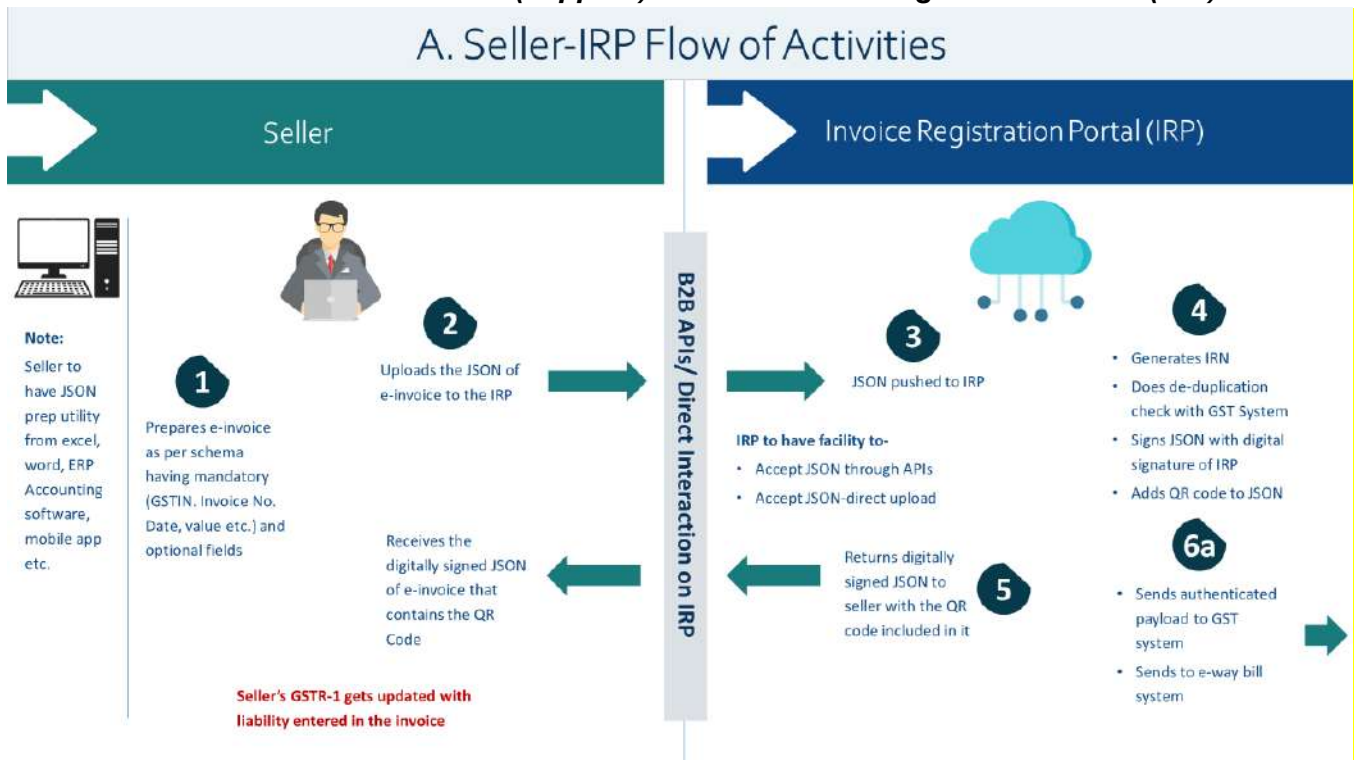 A. Seller-IRP Flow of Activities
Seller
Invoice Registration Portal (IRP)
Note:
Seller to
have JSON
prep utility
from excel,
word, ERP
Accounting
software,
mobile app
etc.
1
Prepares e-invoice
as per schema
having mandatory
(GSTIN. Invoice No.
Date, value etc.) and
optional fields
2
Uploads the JSON of
e-invoice to the IRP
Receives the
digitally signed JSON
of e-invoice that
contains the QR
Code
Seller's GSTR-1 gets updated with
liability entered in the invoice
B2B APIs/ Direct Interaction on IRP
3
JSON pushed to IRP
IRP to have facility to-
• Accept JSON through APIs
• Accept JSON-direct upload
4
• Generates IRN
• Does de-duplication
check with GST System
• Signs JSON with digital
signature of IRP
• Adds QR code to JSON
Returns digitally
signed JSON to
seller with the QR
code included in it
5
6a
• Sends authenticated
payload to GST
system
• Sends to e-way bill
system